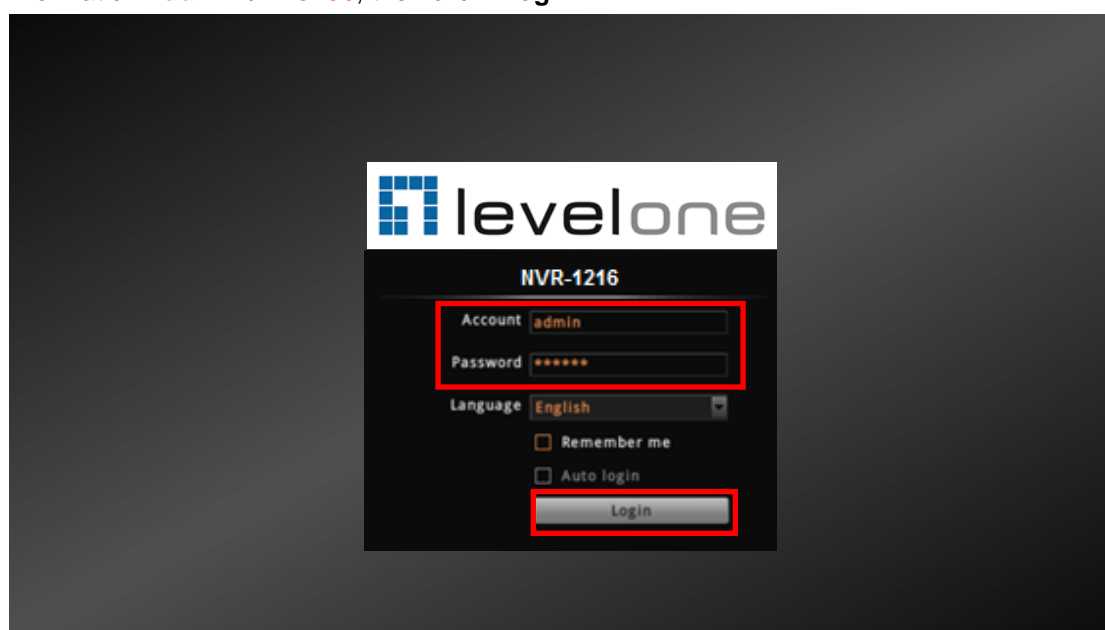 levelone
NVR-1216
Account admin
Password ******
Language English
Remember me
Auto login
Login